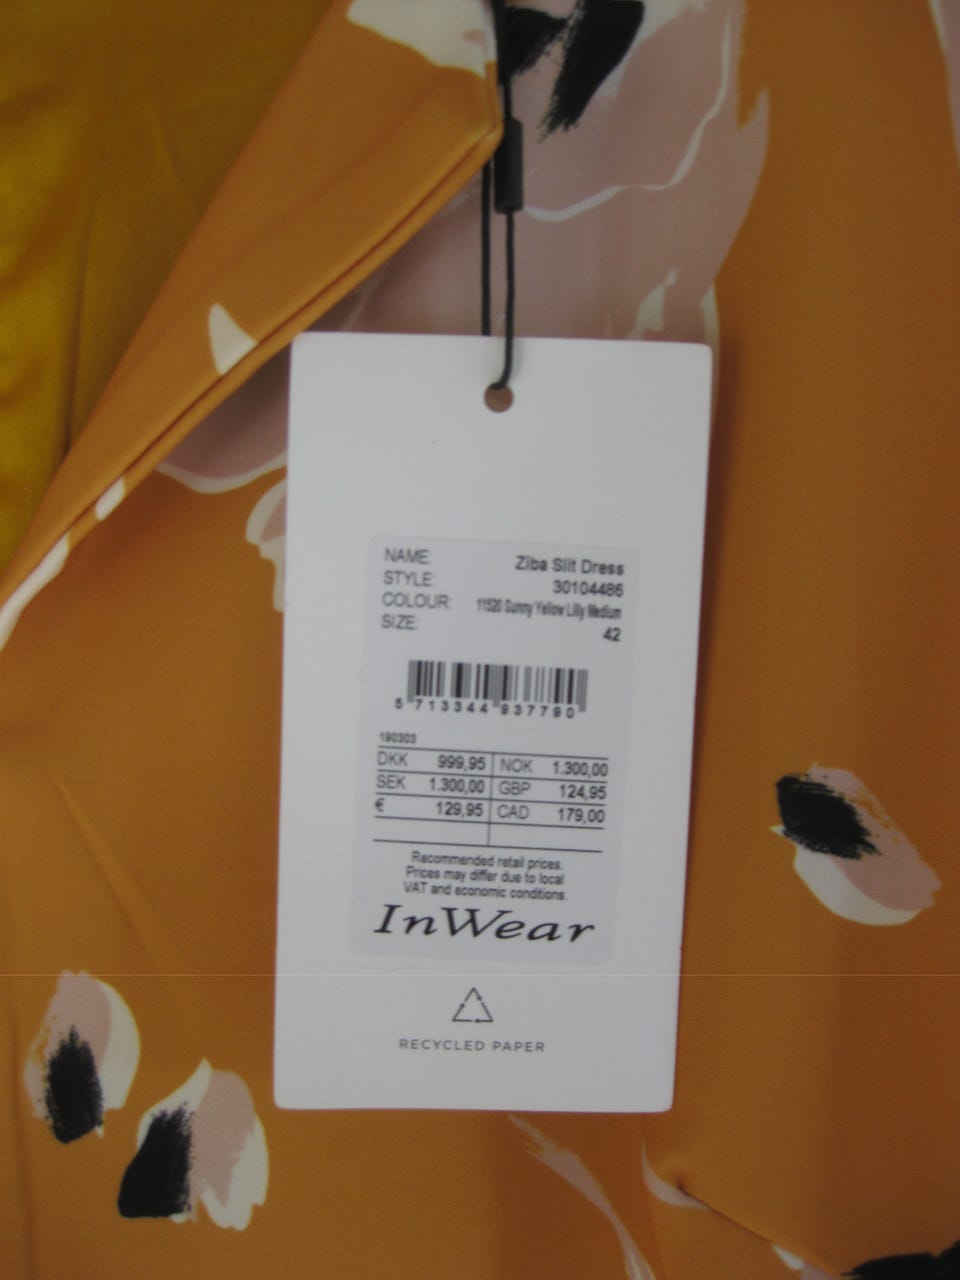 NAME: Ziba Slit Dress
STYLE: 30104486
COLOUR: 11520 Sunny Yellow Lilly Medium
SIZE: 42
5 713344 937790
190303
DKK 999,95 NOK 1.300,00
SEK 1.300,00 GBP 124,95
€ 129,95 CAD 179,00
Recommended retail prices.
Prices may differ due to local
VAT and economic conditions.
InWear
RECYCLED PAPER